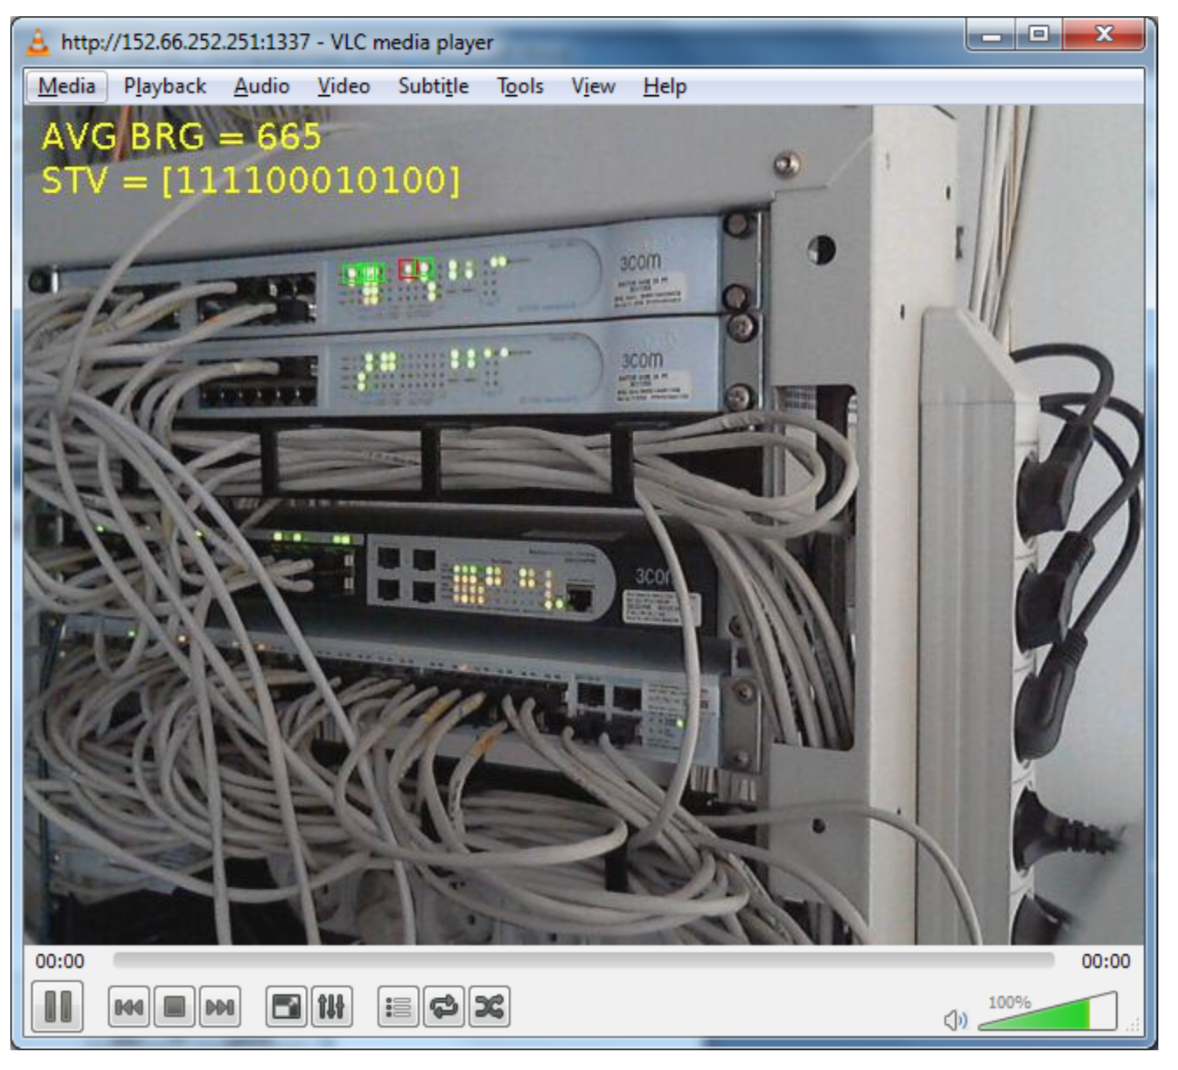 http://152.66.252.251:1337 - VLC media player
Media Playback Audio Video Subtitle Tools View Help
AVG BRG = 665
STV = [111100010100]
3com
3com
3com
00:00 00:00
100%